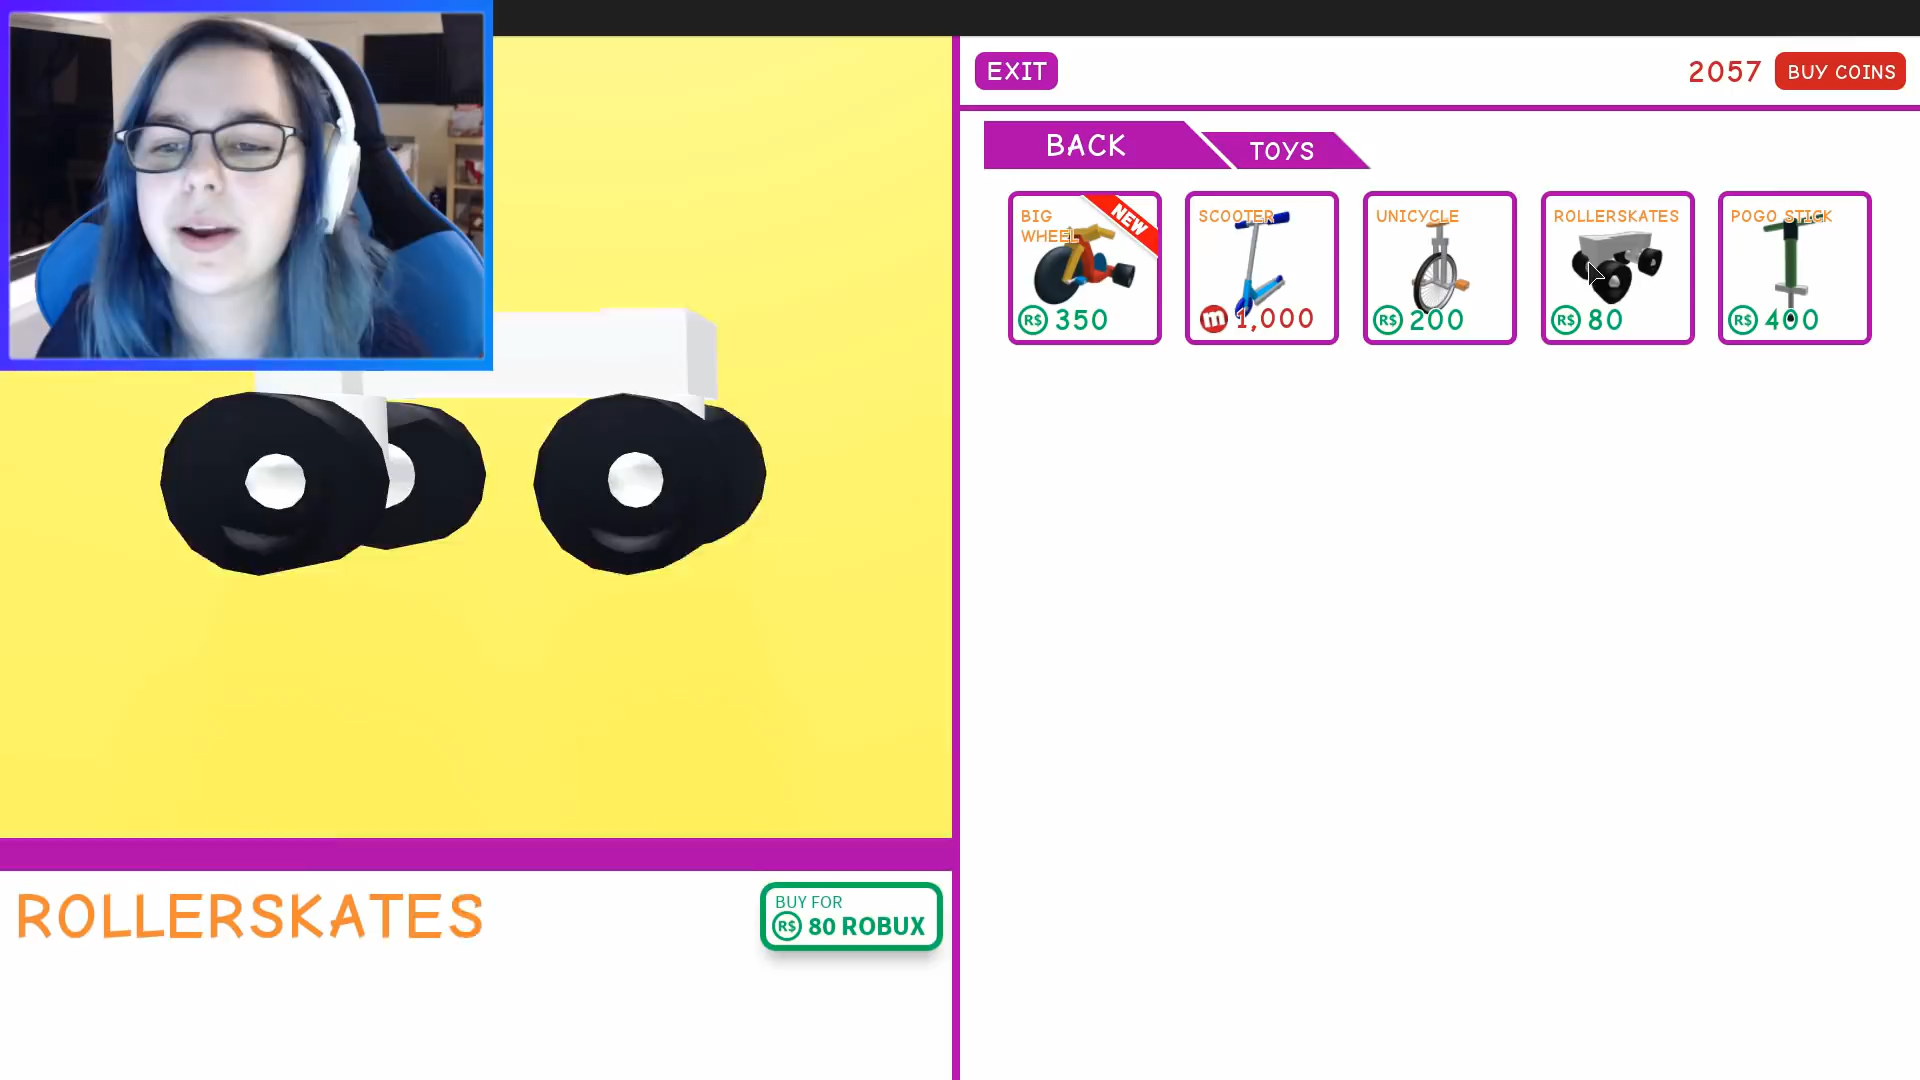 EXIT
2057 BUY COINS
BACK TOYS
BIG WHEEL
NEW
R$ 350
SCOOTER
m 1,000
UNICYCLE
R$ 200
ROLLERSKATES
R$ 80
POGO STICK
R$ 400
ROLLERSKATES
BUY FOR
R$ 80 ROBUX